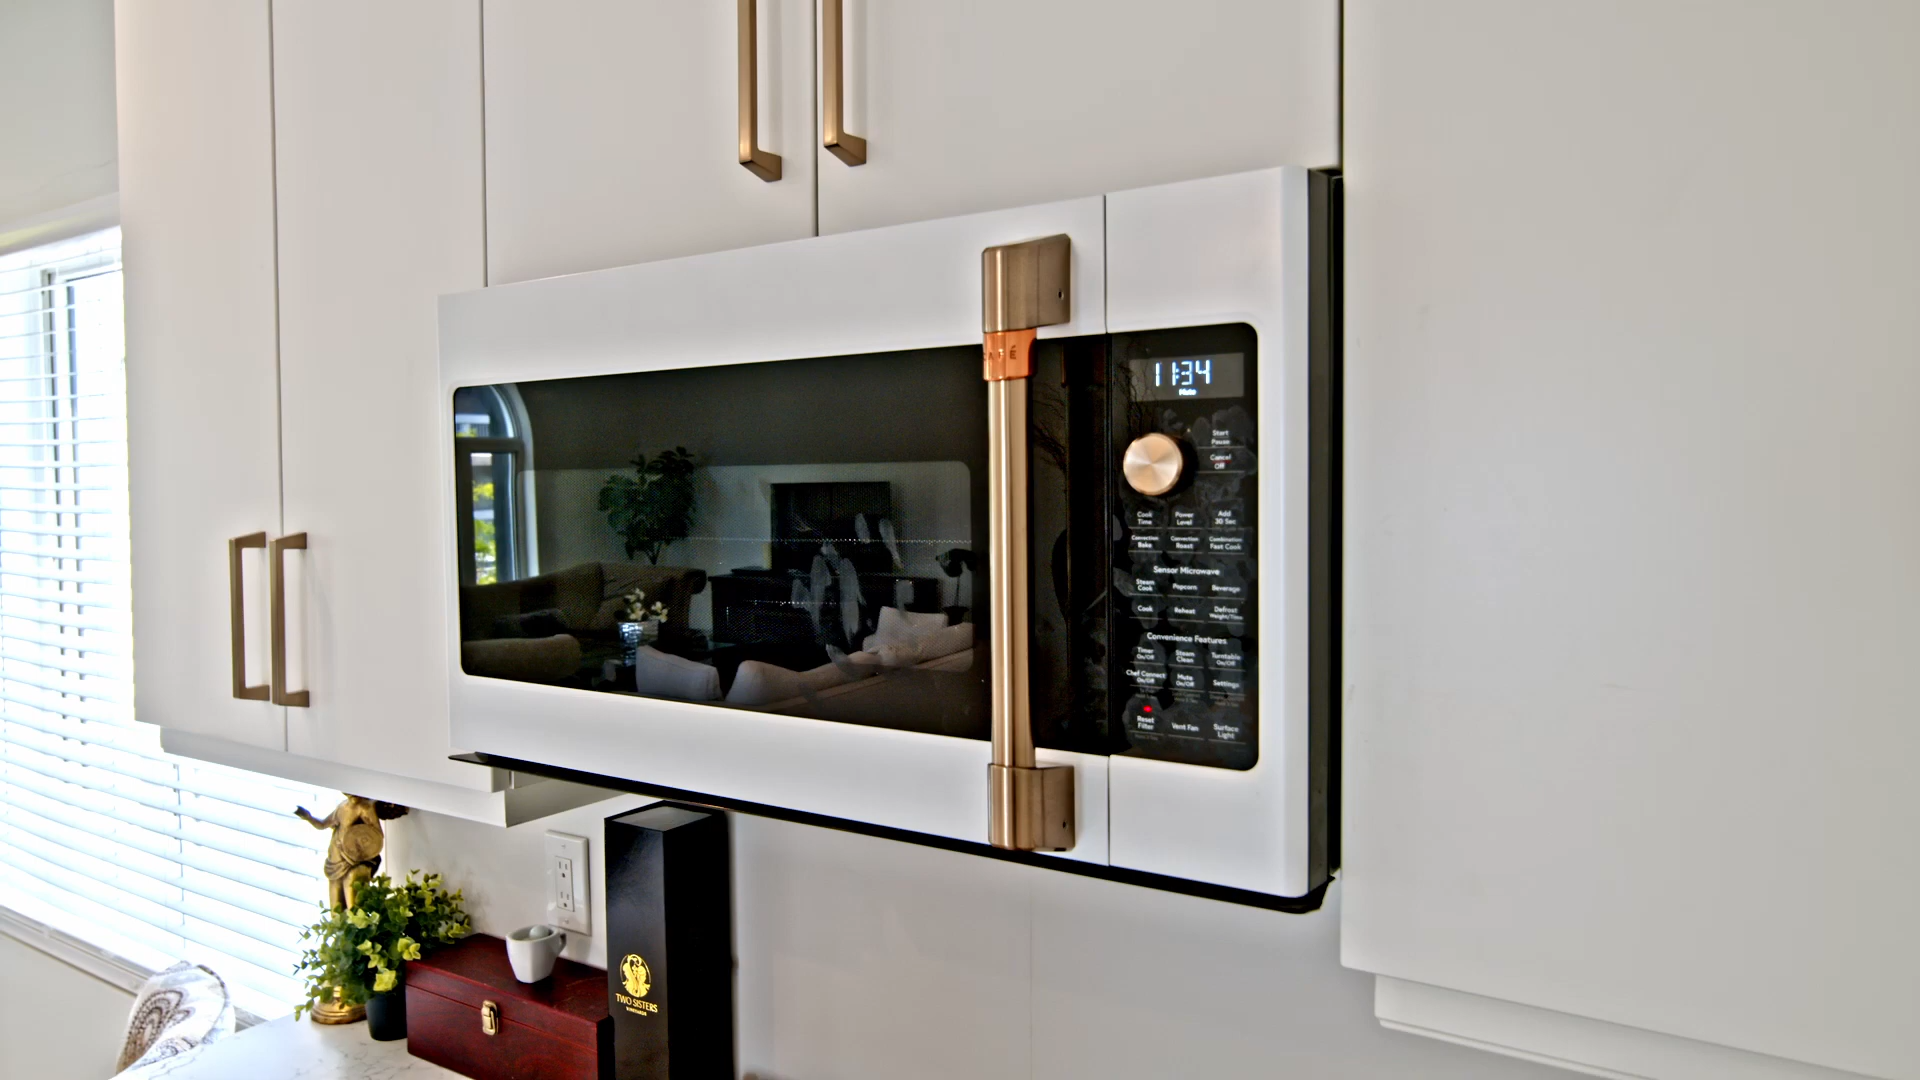 CAFÉ
11:34
Mute
Start
Pause
Cancel
Off
Cook
Time
Power
Level
Add
30 Sec
Convection
Bake
Convection
Roast
Combination
Fast Cook
Sensor Microwave
Steam
Cook
Popcorn
Beverage
Cook
Reheat
Defrost
Weight/Time
Convenience Features
Timer
On/Off
Steam
Clean
Turntable
On/Off
Chef Connect
On/Off
Mute
On/Off
Settings
Reset
Filter
Vent Fan
Surface
Light
TWO SISTERS
VINEYARDS